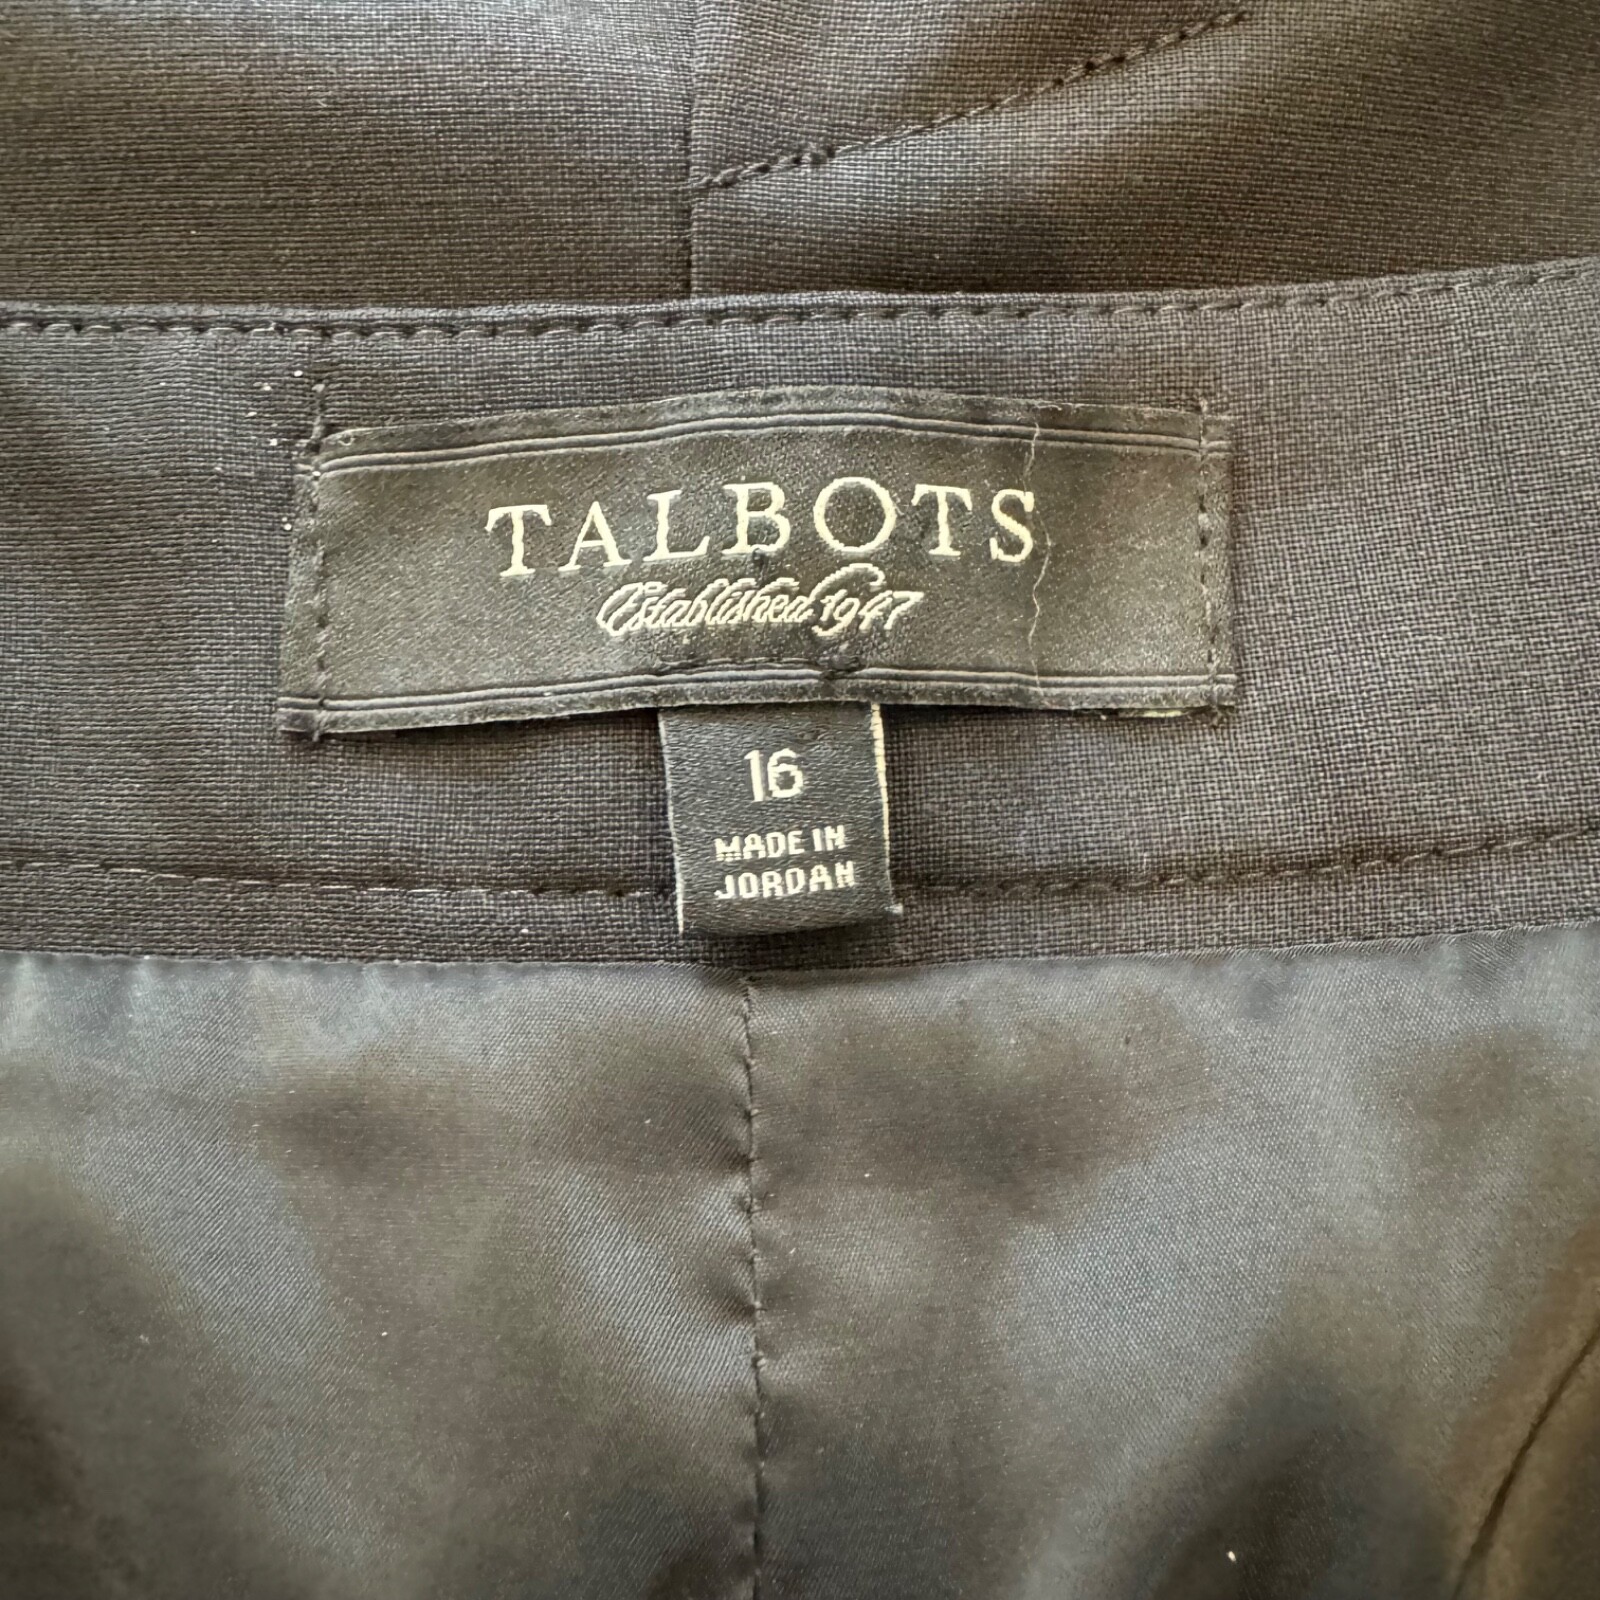 TALBOTS
Established 1947
16
MADE IN
JORDAN